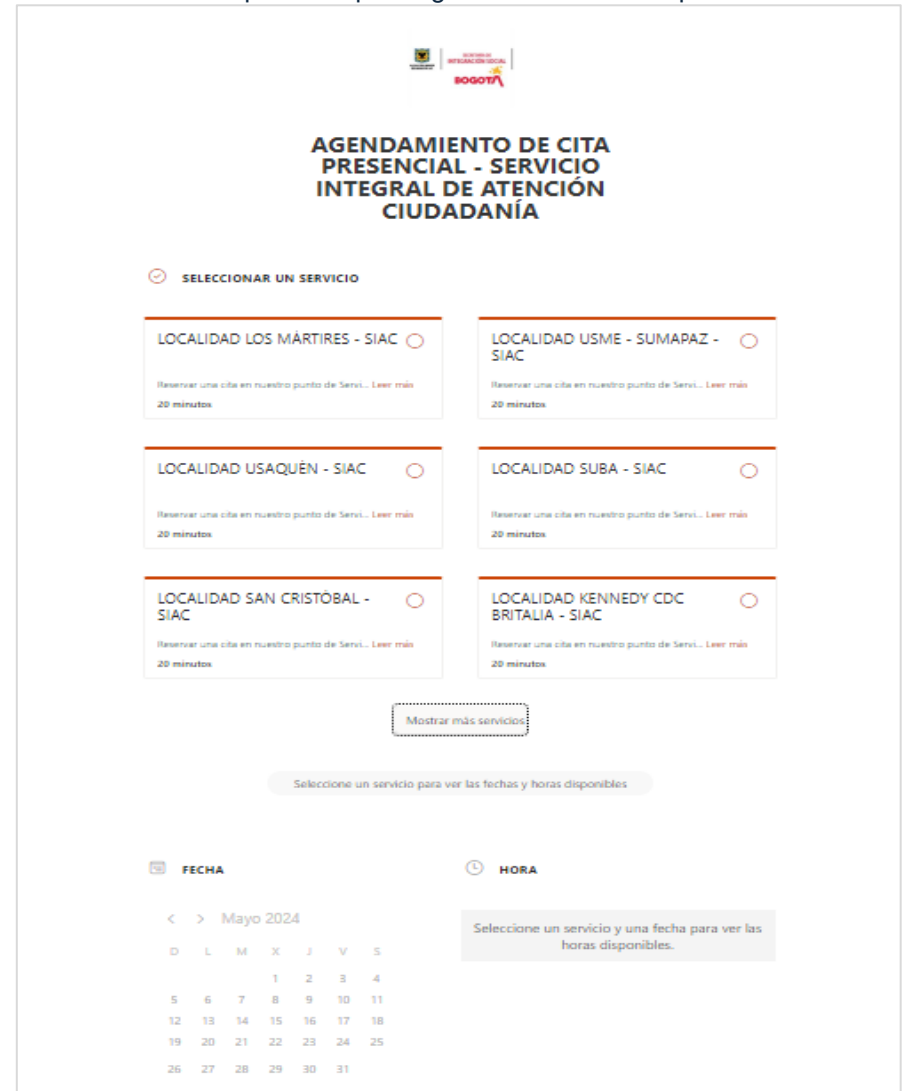 SECRETARÍA DE
INTEGRACIÓN SOCIAL
BOGOTÁ
AGENDAMIENTO DE CITA
PRESENCIAL - SERVICIO
INTEGRAL DE ATENCIÓN
CIUDADANÍA
SELECCIONAR UN SERVICIO
LOCALIDAD LOS MÁRTIRES - SIAC
Reservar una cita en nuestro punto de Servi... Leer más
20 minutos
LOCALIDAD USME - SUMAPAZ -
SIAC
Reservar una cita en nuestro punto de Servi... Leer más
20 minutos
LOCALIDAD USAQUÉN - SIAC
Reservar una cita en nuestro punto de Servi... Leer más
20 minutos
LOCALIDAD SUBA - SIAC
Reservar una cita en nuestro punto de Servi... Leer más
20 minutos
LOCALIDAD SAN CRISTÓBAL -
SIAC
Reservar una cita en nuestro punto de Servi... Leer más
20 minutos
LOCALIDAD KENNEDY CDC
BRITALIA - SIAC
Reservar una cita en nuestro punto de Servi... Leer más
20 minutos
Mostrar más servicios
Seleccione un servicio para ver las fechas y horas disponibles
FECHA
< > Mayo 2024
D L M X J V S
1 2 3 4
5 6 7 8 9 10 11
12 13 14 15 16 17 18
19 20 21 22 23 24 25
26 27 28 29 30 31
HORA
Seleccione un servicio y una fecha para ver las
horas disponibles.